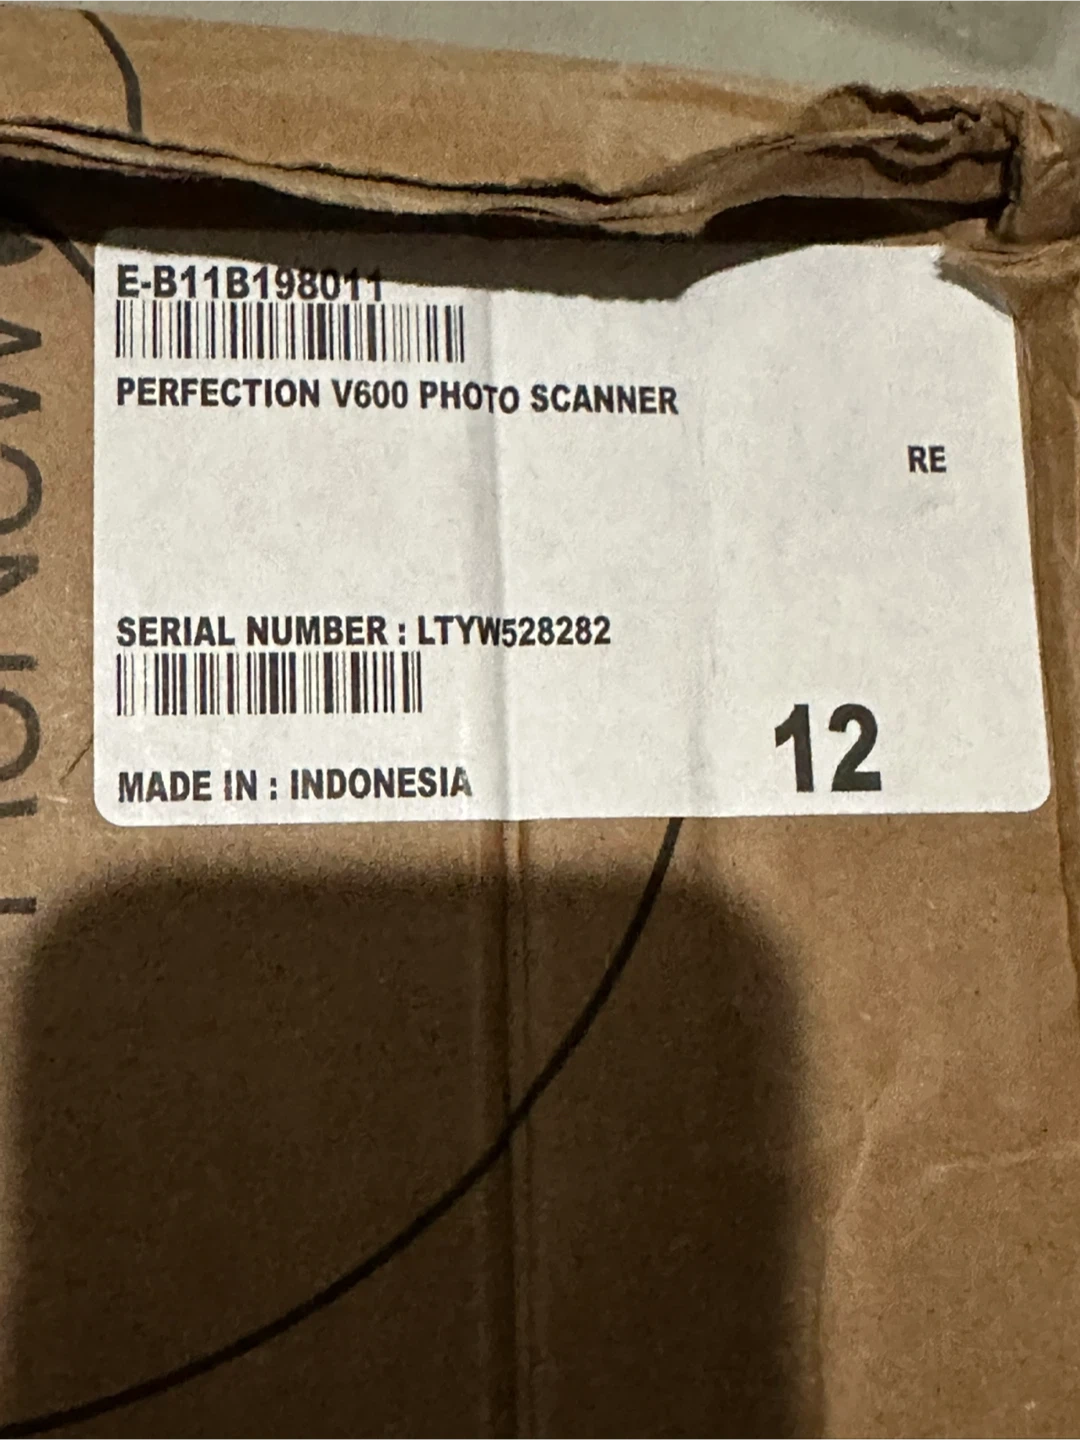 E-B11B198011
PERFECTION V600 PHOTO SCANNER
RE
SERIAL NUMBER : LTYW528282
12
MADE IN : INDONESIA